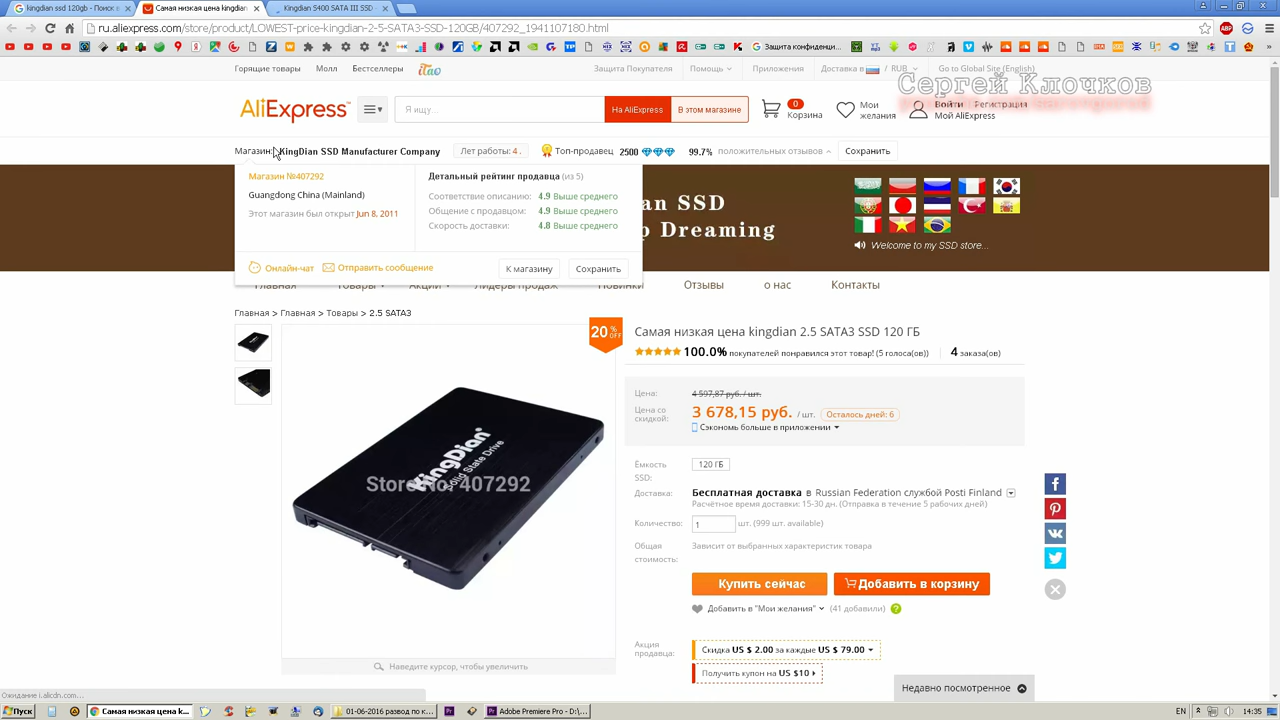 kingdian ssd 120gb - Поиск в
Самая низкая цена kingdian
Kingdian S400 SATA III SSD -
ru.aliexpress.com/store/product/LOWEST-price-kingdian-2-5-SATA3-SSD-120GB/407292_1941107180.html
Защита конфиденци...
Горящие товары Молл Бестселлеры iTao
Защита Покупателя Помощь Приложения Доставка в / RUB Go to Global Site (English)
Сергей Клочков
AliExpress
Я ищу...
На AliExpress
В этом магазине
0
Корзина
Мои желания
Войти Регистрация
Мой AliExpress
Магазин: KingDian SSD Manufacturer Company
Лет работы: 4 .
Топ-продавец 2500 99.7% положительных отзывов
Сохранить
Магазин №407292
Guangdong China (Mainland)
Этот магазин был открыт Jun 8, 2011
Детальный рейтинг продавца (из 5)
Соответствие описанию: 4.9 Выше среднего
Общение с продавцом: 4.9 Выше среднего
Скорость доставки: 4.8 Выше среднего
Онлайн-чат Отправить сообщение
К магазину Сохранить
an SSD
p Dreaming
Welcome to my SSD store...
Главная Товары Акции Лидеры продаж Новинки Отзывы о нас Контакты
Главная > Главная > Товары > 2.5 SATA3
20 % OFF
KingDian
Solid State Drive
Store No: 407292
Наведите курсор, чтобы увеличить
Самая низкая цена kingdian 2.5 SATA3 SSD 120 ГБ
100.0% покупателей понравился этот товар! (5 голоса(ов)) 4 заказа(ов)
Цена: 4 597,87 руб. / шт.
Цена со скидкой: 3 678,15 руб. / шт. Осталось дней: 6
Сэкономь больше в приложении
Ёмкость SSD: 120 ГБ
Доставка: Бесплатная доставка в Russian Federation службой Posti Finland
Расчётное время доставки: 15-30 дн. (Отправка в течение 5 рабочих дней)
Количество: 1 шт. (999 шт. available)
Общая стоимость: Зависит от выбранных характеристик товара
Купить сейчас
Добавить в корзину
Добавить в "Мои желания" (41 добавили) ?
Акция продавца: Скидка US $ 2.00 за каждые US $ 79.00
Получить купон на US $10
Недавно посмотренное
Ожидание i.alicdn.com...
Пуск
Самая низкая цена k...
01-06-2016 развод по к...
Adobe Premiere Pro - D:\...
EN
14:35